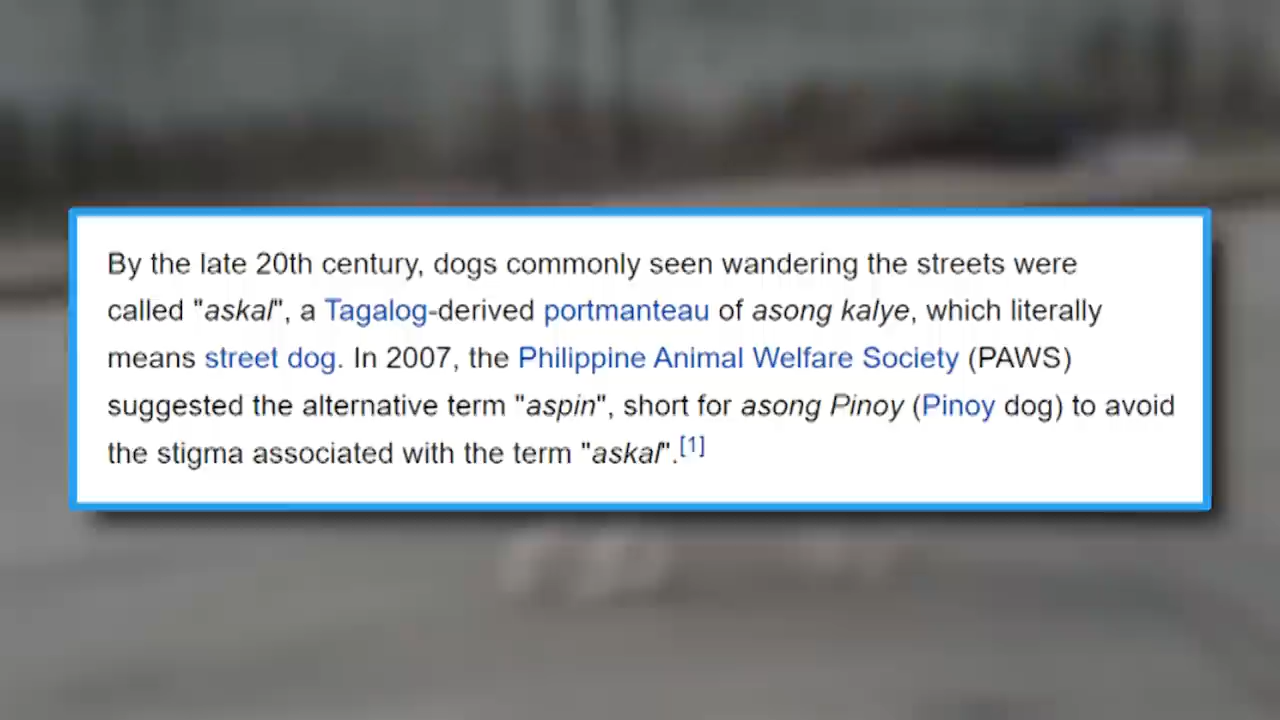 By the late 20th century, dogs commonly seen wandering the streets were
called "askal", a Tagalog-derived portmanteau of asong kalye, which literally
means street dog. In 2007, the Philippine Animal Welfare Society (PAWS)
suggested the alternative term "aspin", short for asong Pinoy (Pinoy dog) to avoid
the stigma associated with the term "askal".[1]